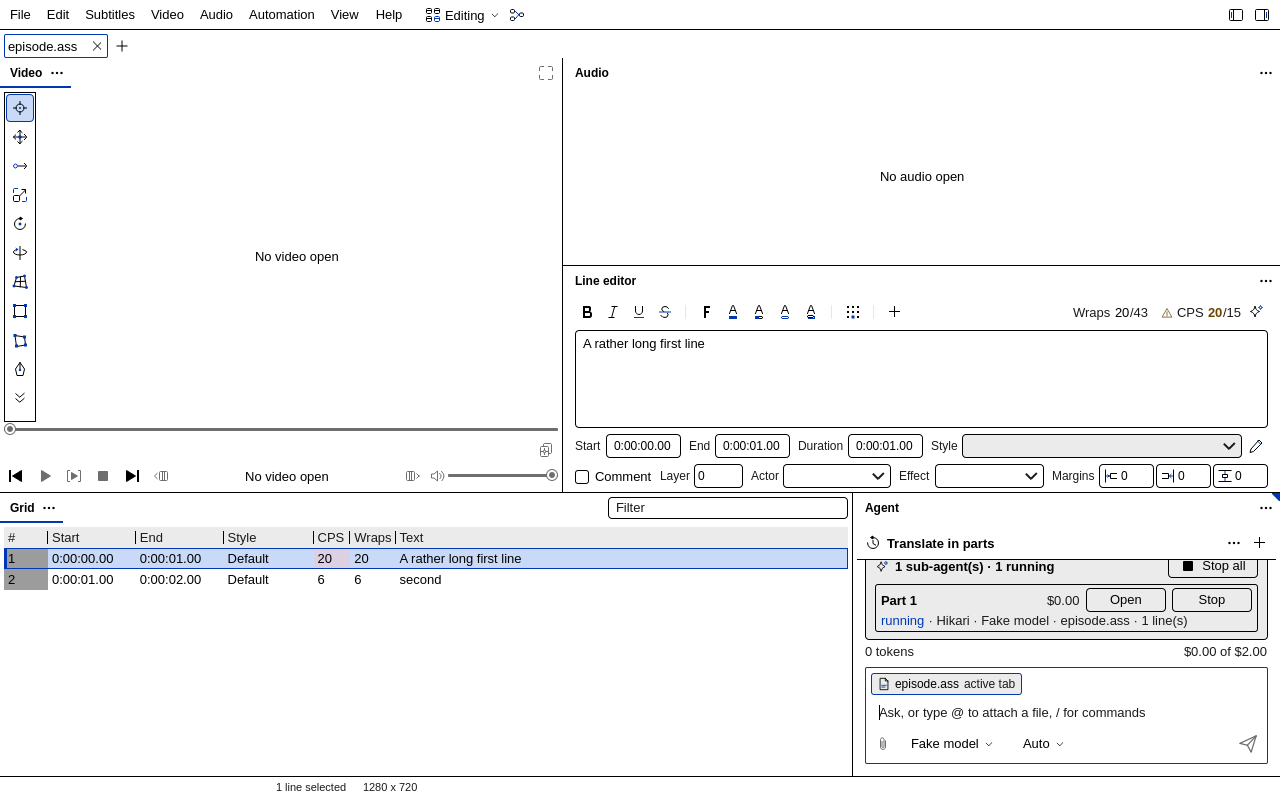 File Edit Subtitles Video Audio Automation View Help Editing
episode.ass
Video
No video open
No video open
Audio
No audio open
Line editor
B I U S F A A A A Wraps 20/43 CPS 20/15
A rather long first line
Start 0:00:00.00 End 0:00:01.00 Duration 0:00:01.00 Style
Comment Layer 0 Actor Effect Margins 0 0 0
Grid Filter
# Start End Style CPS Wraps Text
1 0:00:00.00 0:00:01.00 Default 20 20 A rather long first line
2 0:00:01.00 0:00:02.00 Default 6 6 second
Agent
Translate in parts
1 sub-agent(s) · 1 running Stop all
Part 1 $0.00 Open Stop
running · Hikari · Fake model · episode.ass · 1 line(s)
0 tokens $0.00 of $2.00
episode.ass active tab
Ask, or type @ to attach a file, / for commands
Fake model Auto
1 line selected 1280 x 720